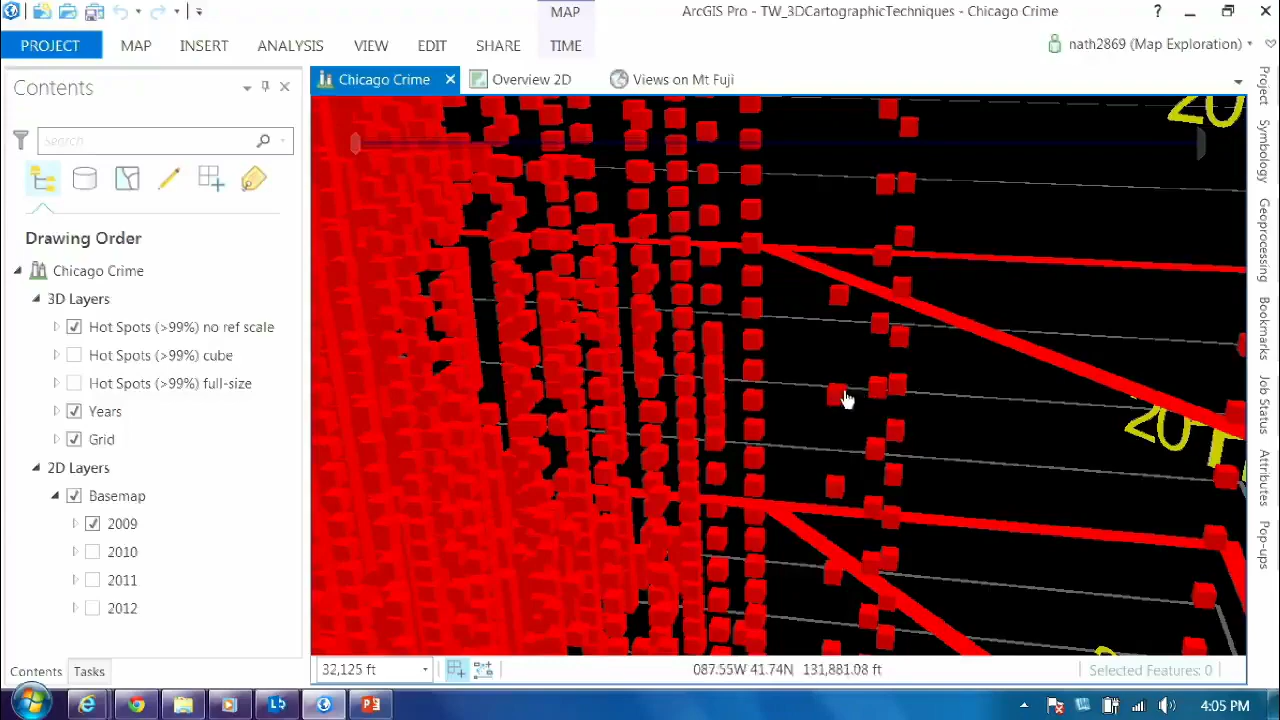 MAP
ArcGIS Pro - TW_3DCartographicTechniques - Chicago Crime
?
PROJECT
MAP
INSERT
ANALYSIS
VIEW
EDIT
SHARE
TIME
nath2869 (Map Exploration)
Contents
Chicago Crime
Overview 2D
Views on Mt Fuji
Search
Drawing Order
Chicago Crime
3D Layers
Hot Spots (>99%) no ref scale
Hot Spots (>99%) cube
Hot Spots (>99%) full-size
Years
Grid
2D Layers
Basemap
2009
2010
2011
2012
20
201
Project
Symbology
Geoprocessing
Bookmarks
Job Status
Attributes
Pop-ups
Contents
Tasks
32,125 ft
087.55W 41.74N 131,881.08 ft
Selected Features: 0
4:05 PM